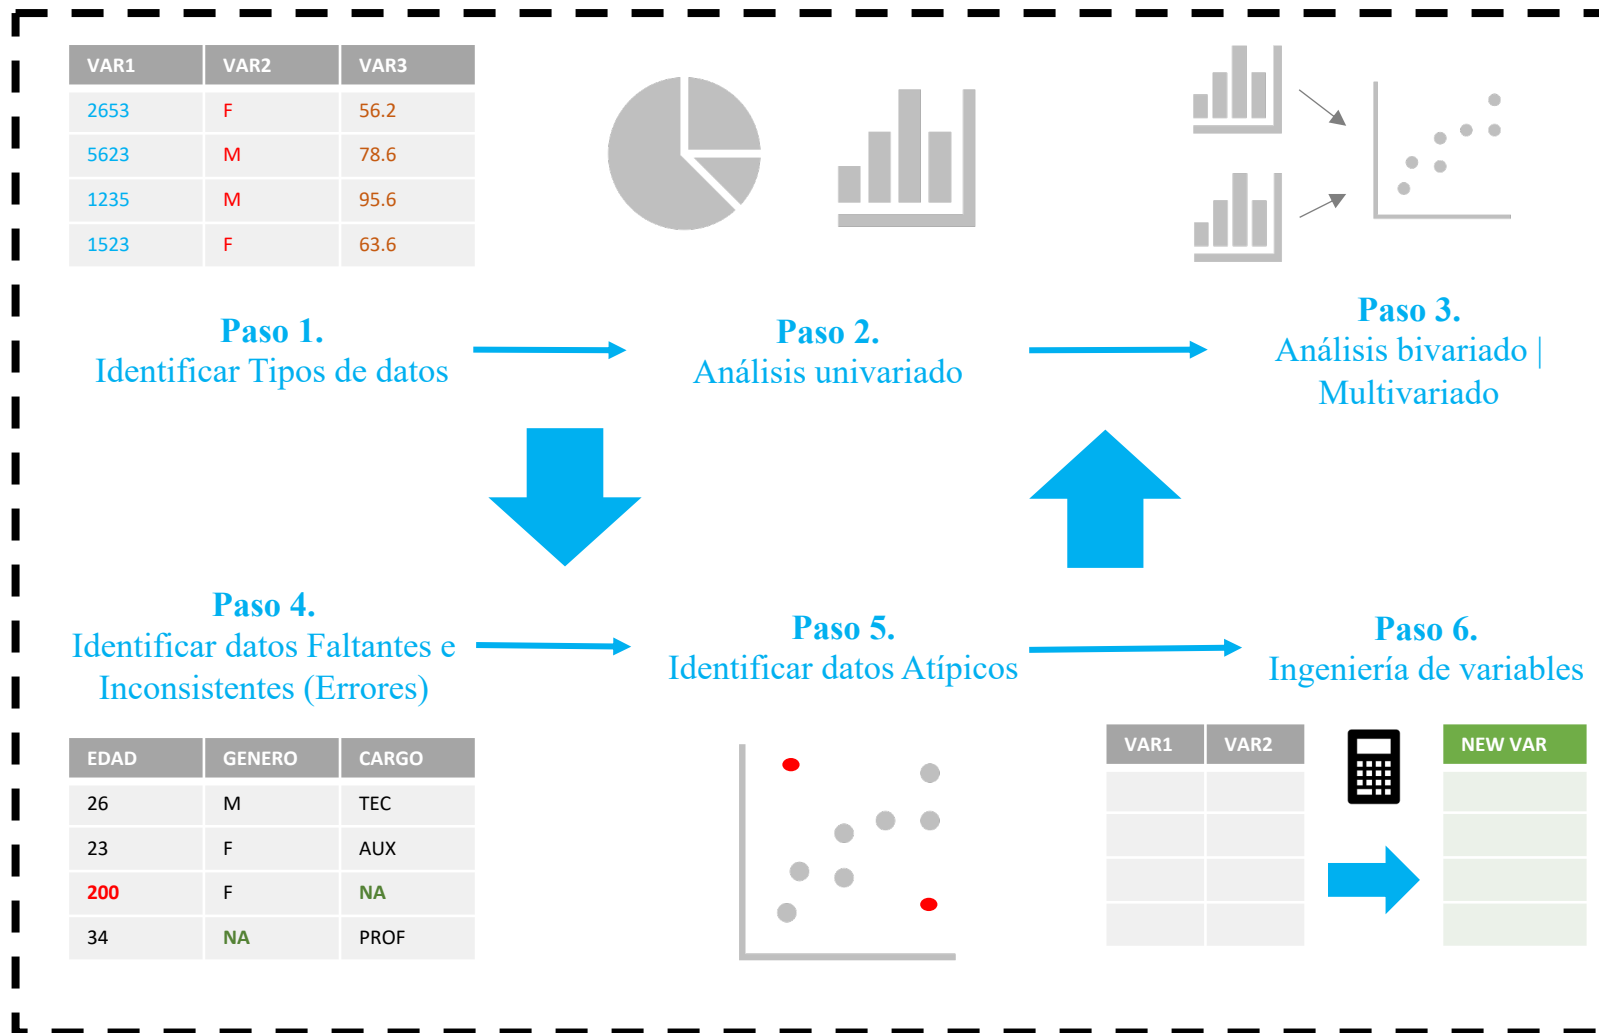 VAR1 VAR2 VAR3
2653 F 56.2
5623 M 78.6
1235 M 95.6
1523 F 63.6
Paso 1.
Identificar Tipos de datos
Paso 2.
Análisis univariado
Paso 3.
Análisis bivariado |
Multivariado
Paso 4.
Identificar datos Faltantes e
Inconsistentes (Errores)
Paso 5.
Identificar datos Atípicos
Paso 6.
Ingeniería de variables
EDAD GENERO CARGO
26 M TEC
23 F AUX
200 F NA
34 NA PROF
VAR1 VAR2
NEW VAR